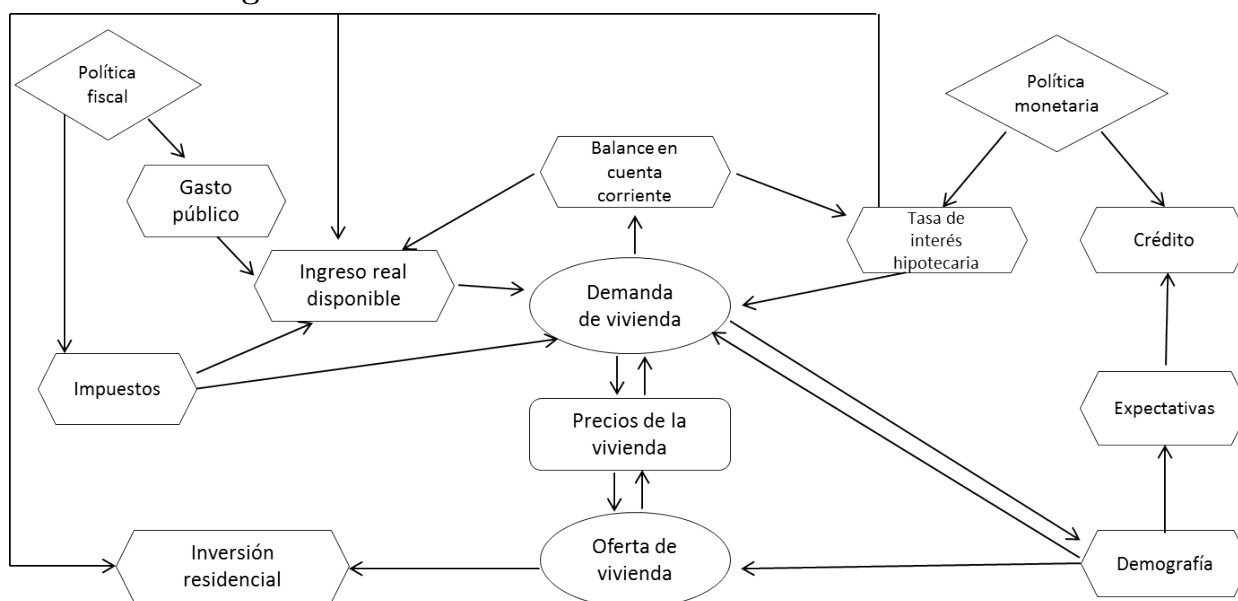 Política
fiscal
Política
monetaria
Balance en
cuenta
corriente
Gasto
público
Tasa de
interés
hipotecaria
Crédito
Ingreso real
disponible
Demanda
de vivienda
Impuestos
Precios de la
vivienda
Expectativas
Inversión
residencial
Oferta de
vivienda
Demografía